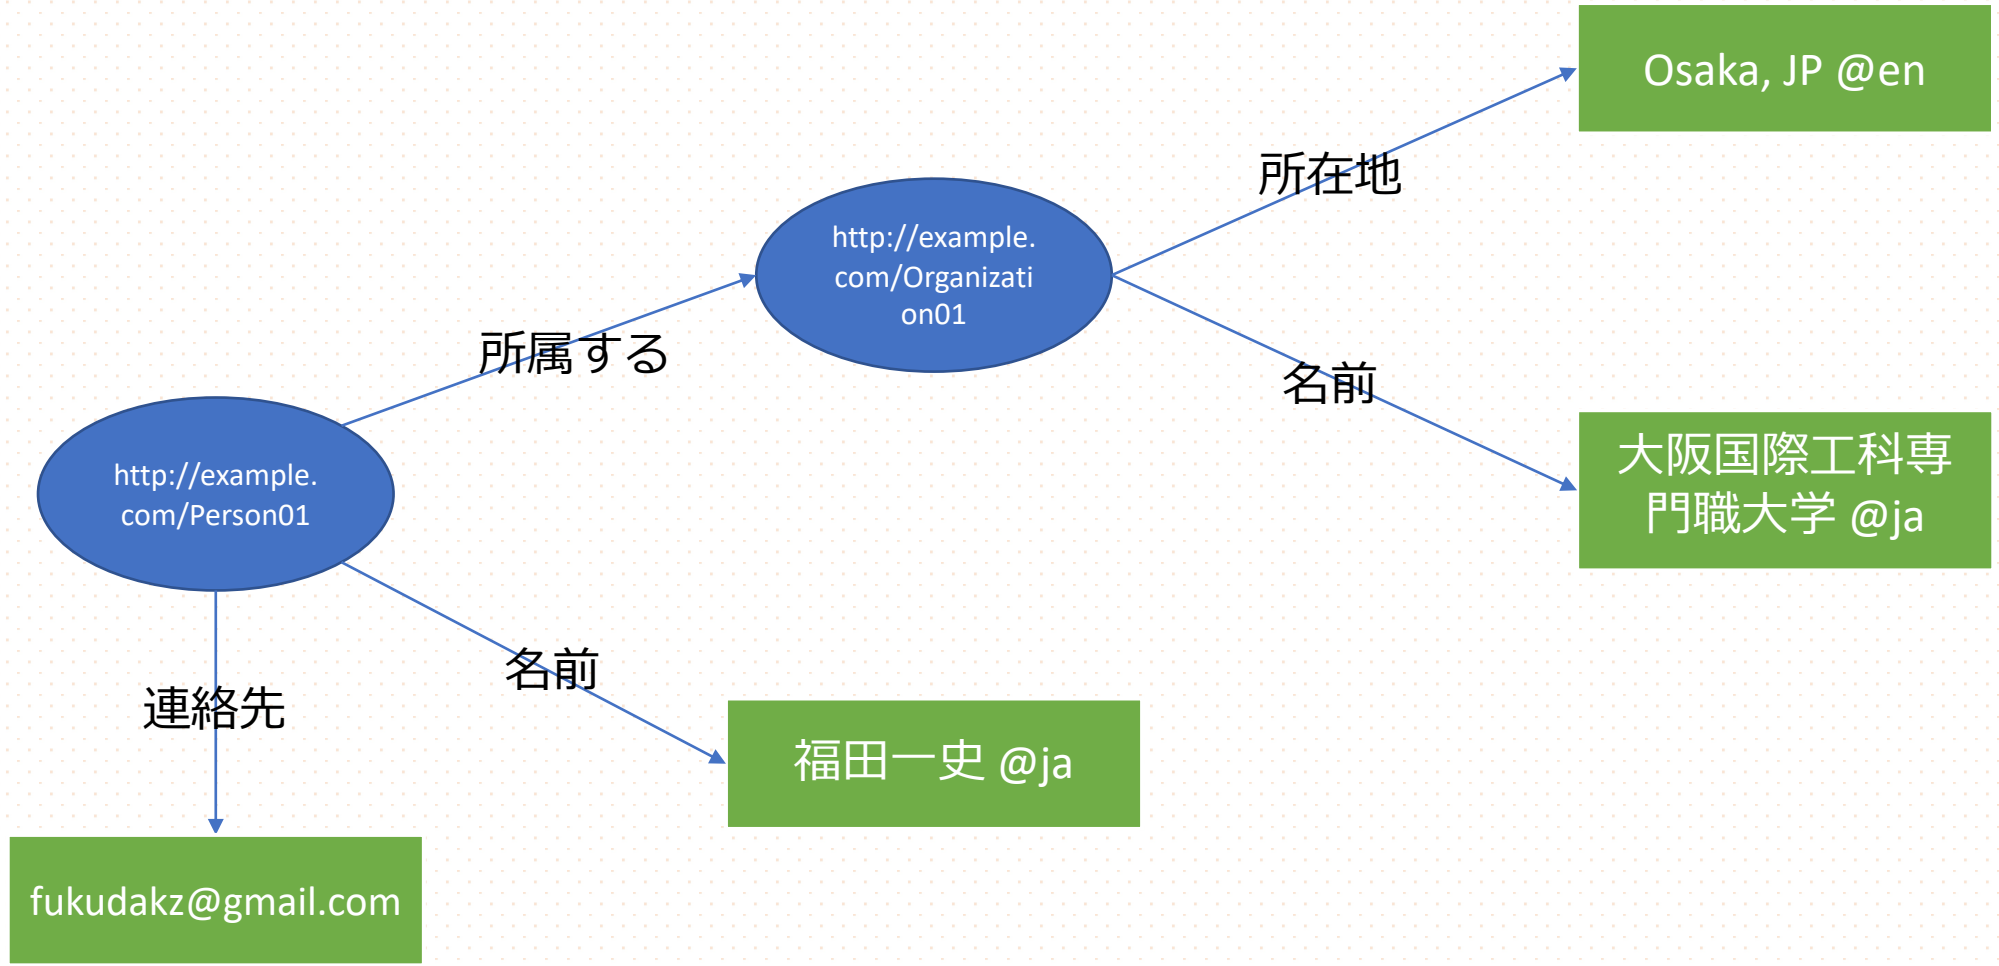 Osaka, JP @en
所在地
http://example.
com/Organizati
on01
所属する
名前
大阪国際工科専
門職大学 @ja
http://example.
com/Person01
名前
連絡先
福田一史 @ja
fukudakz@gmail.com